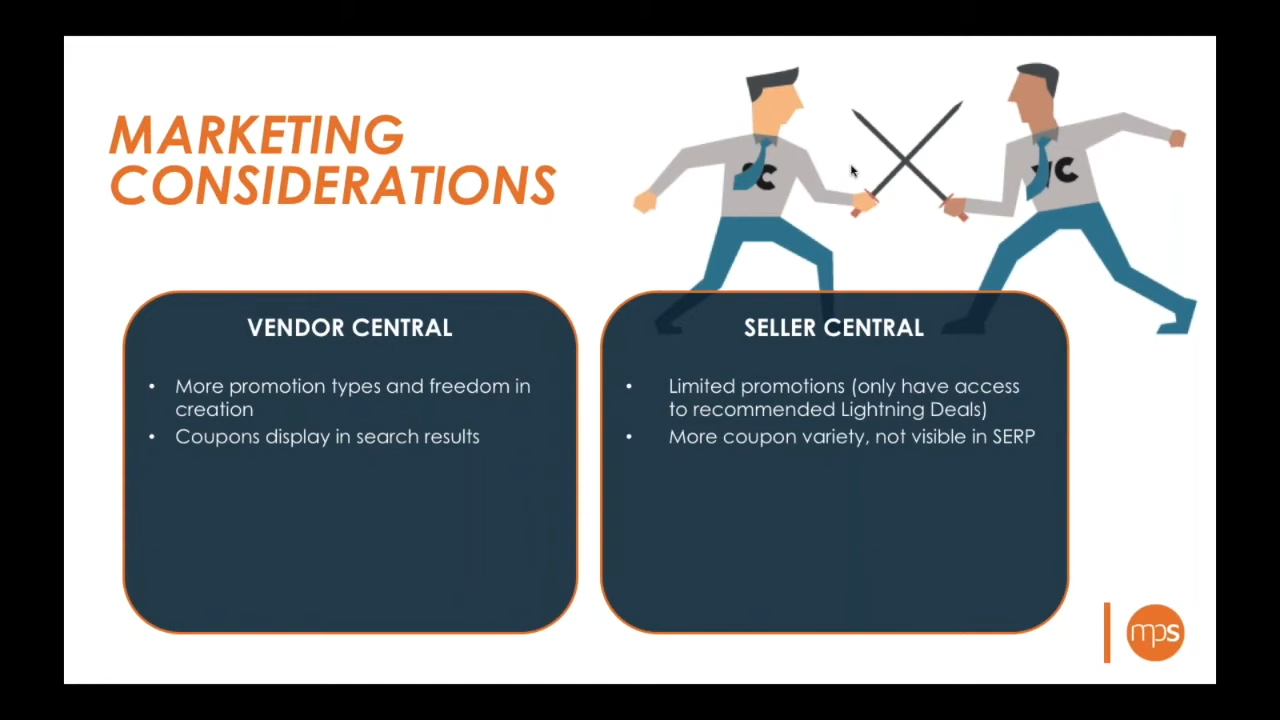 MARKETING
CONSIDERATIONS
C
VC
VENDOR CENTRAL
• More promotion types and freedom in
creation
• Coupons display in search results
SELLER CENTRAL
• Limited promotions (only have access
to recommended Lightning Deals)
• More coupon variety, not visible in SERP
mps